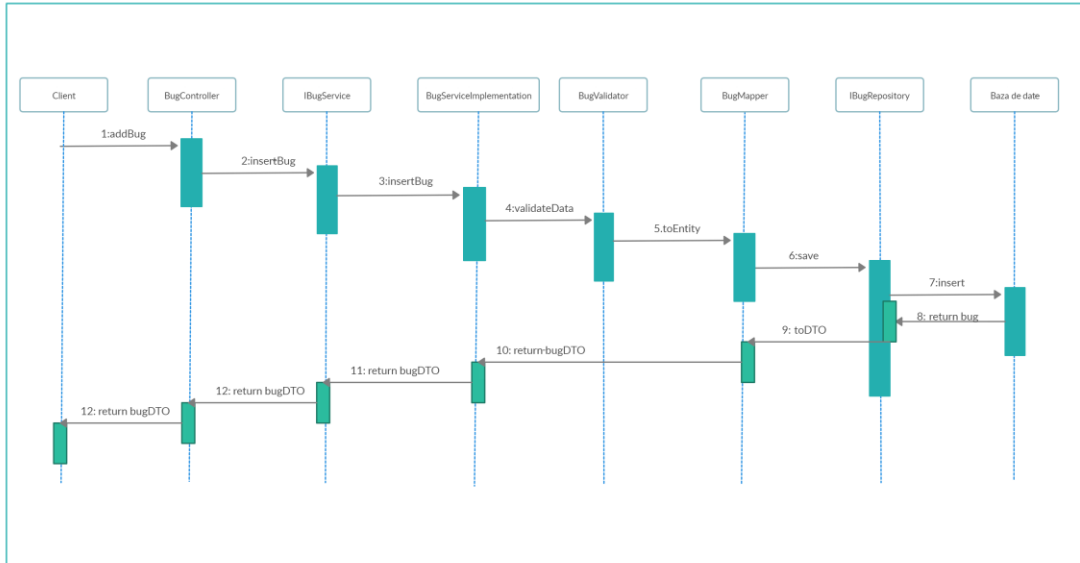 Client
BugController
IBugService
BugServiceImplementation
BugValidator
BugMapper
IBugRepository
Baza de date
1:addBug
2:insertBug
3:insertBug
4:validateData
5.toEntity
6:save
7:insert
8: return bug
9: toDTO
10: return bugDTO
11: return bugDTO
12: return bugDTO
12: return bugDTO